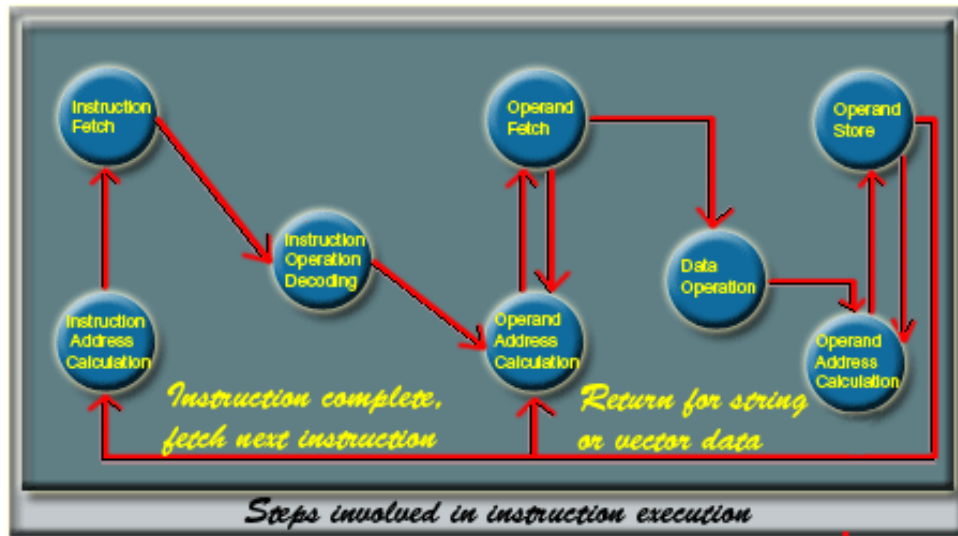 Instruction
Fetch
Operand
Fetch
Operand
Store
Instruction
Operation
Decoding
Data
Operation
Instruction
Address
Calculation
Operand
Address
Calculation
Operand
Address
Calculation
Instruction complete,
fetch next instruction
Return for string
or vector data
Steps involved in instruction execution